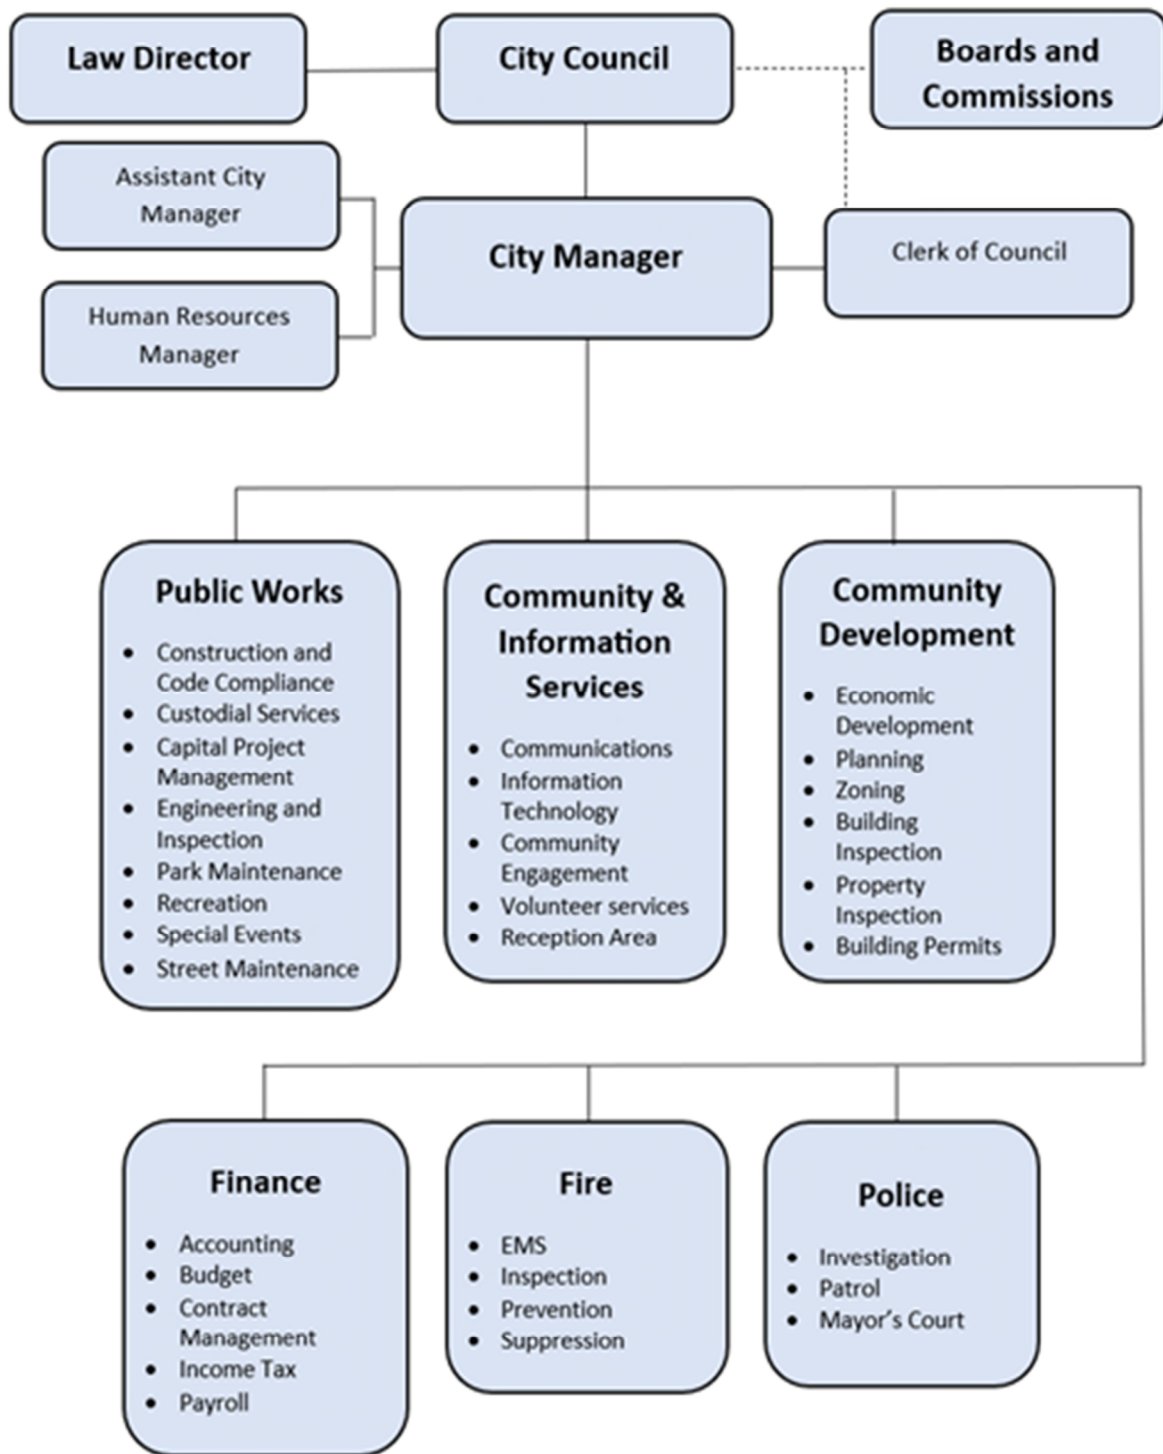 Law Director
City Council
Boards and
Commissions
Assistant City
Manager
City Manager
Clerk of Council
Human Resources
Manager
Public Works
• Construction and
Code Compliance
• Custodial Services
• Capital Project
Management
• Engineering and
Inspection
• Park Maintenance
• Recreation
• Special Events
• Street Maintenance
Community &
Information
Services
• Communications
• Information
Technology
• Community
Engagement
• Volunteer services
• Reception Area
Community
Development
• Economic
Development
• Planning
• Zoning
• Building
Inspection
• Property
Inspection
• Building Permits
Finance
• Accounting
• Budget
• Contract
Management
• Income Tax
• Payroll
Fire
• EMS
• Inspection
• Prevention
• Suppression
Police
• Investigation
• Patrol
• Mayor's Court